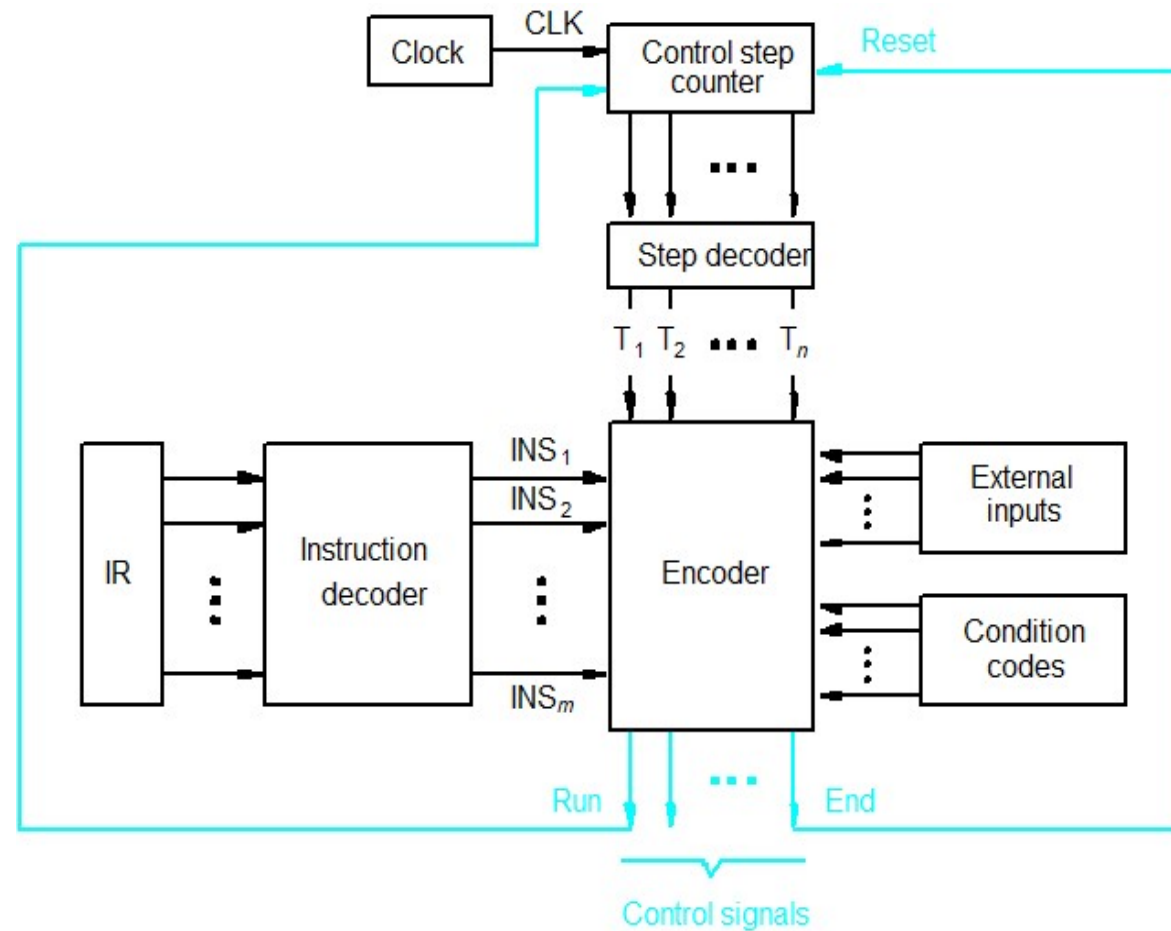 CLK
Clock
Control step
counter
Reset
Step decoder
T1 T2 Tn
IR
Instruction
decoder
INS1
INS2
INSm
Encoder
External
inputs
Condition
codes
Run
End
Control signals